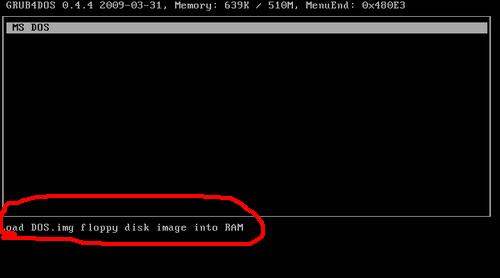 GRUB4DOS 0.4.4 2009-03-31, Memory: 639K / 510M, MenuEnd: 0x480E3
MS DOS
oad DOS.img floppy disk image into RAM